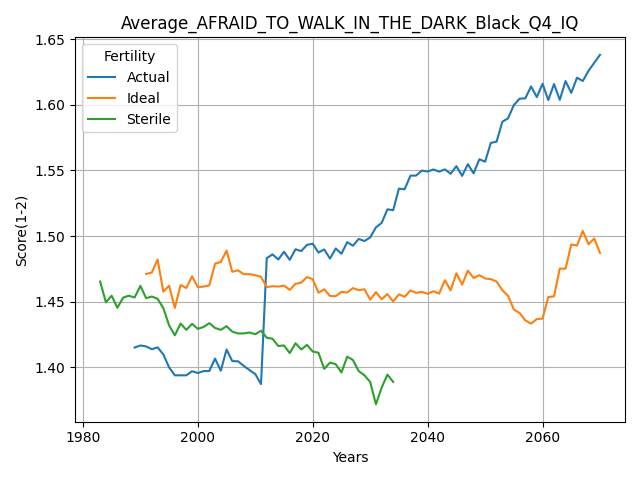 Average_AFRAID_TO_WALK_IN_THE_DARK_Black_Q4_IQ
Fertility
Actual
Ideal
Sterile
Score(1-2)
1.65
1.60
1.55
1.50
1.45
1.40
1980
2000
2020
2040
2060
Years